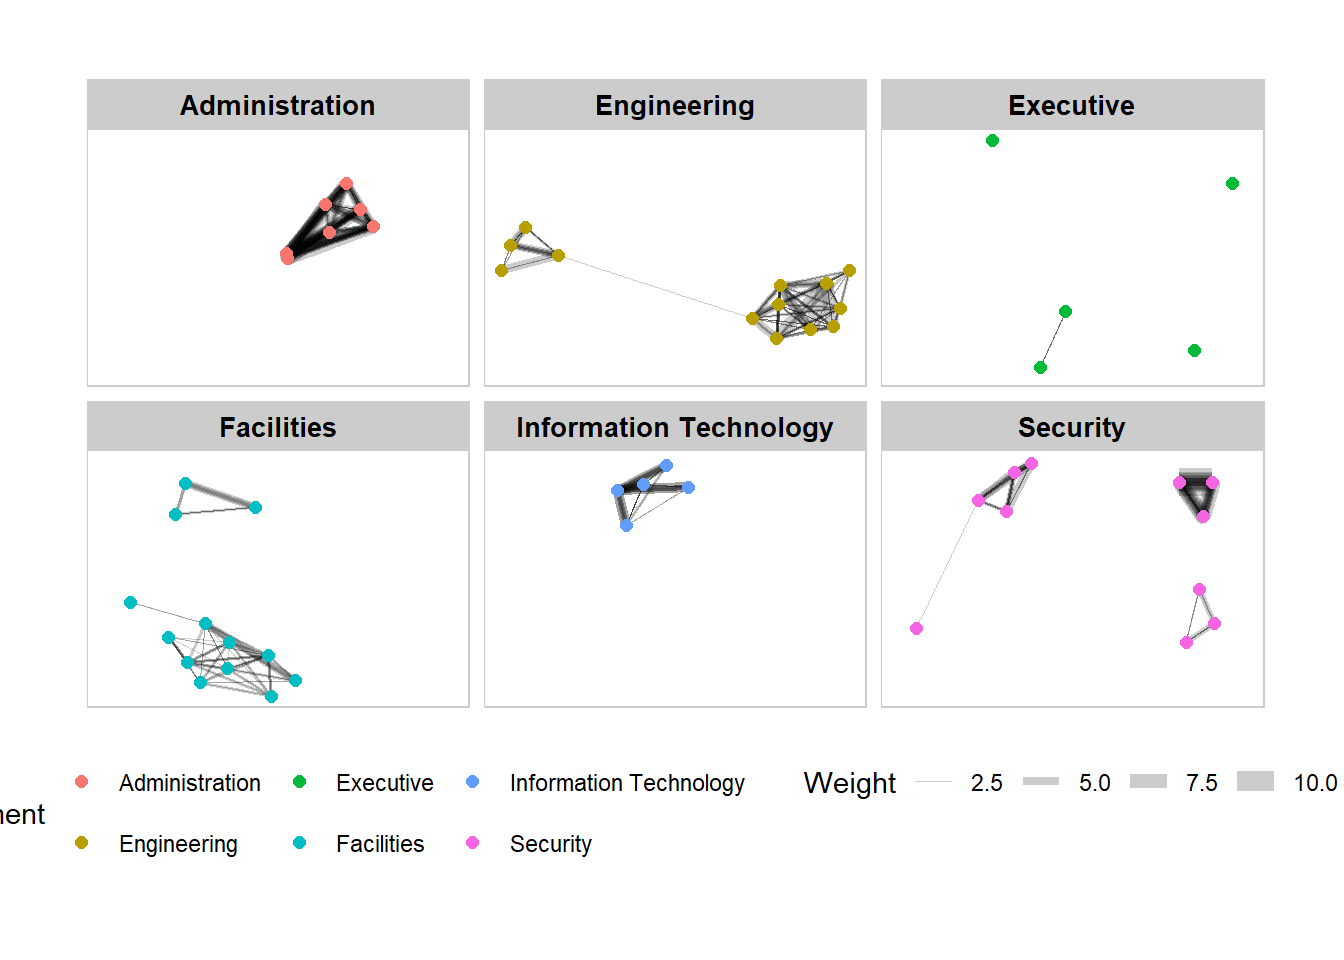 Administration
Engineering
Executive
Facilities
Information Technology
Security
Administration
Executive
Information Technology
Weight
2.5
5.0
7.5
10.0
Engineering
Facilities
Security